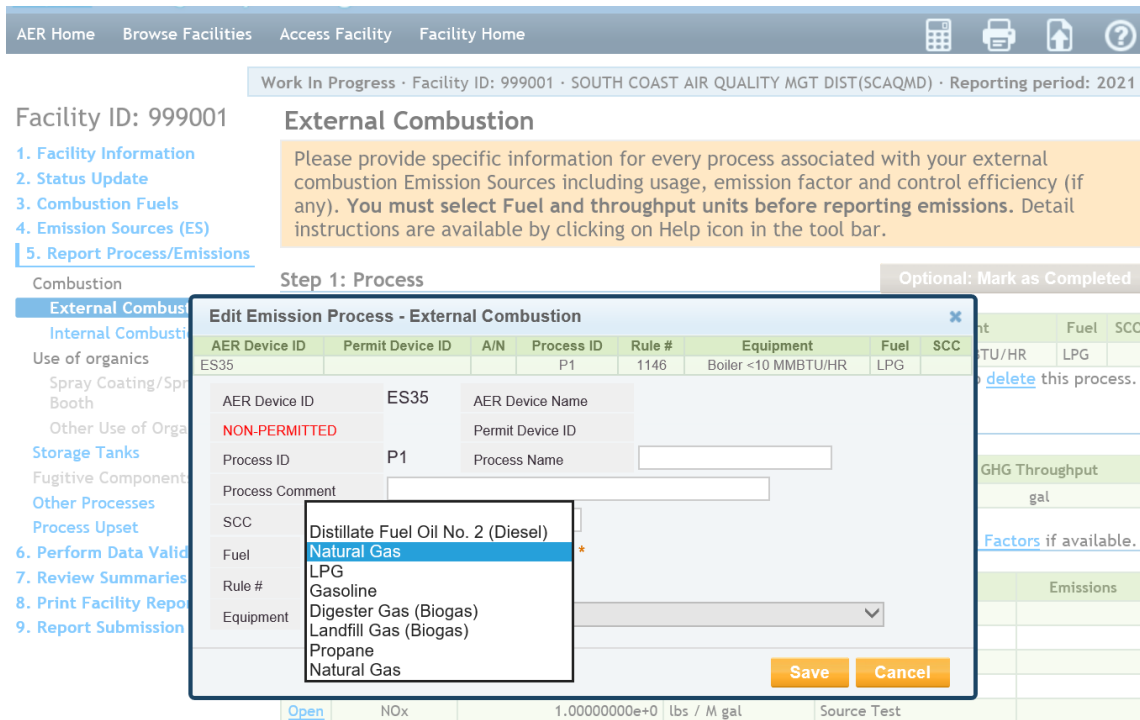 AER Home Browse Facilities Access Facility Facility Home
Work In Progress · Facility ID: 999001 · SOUTH COAST AIR QUALITY MGT DIST(SCAQMD) · Reporting period: 2021
Facility ID: 999001
1. Facility Information
2. Status Update
3. Combustion Fuels
4. Emission Sources (ES)
5. Report Process/Emissions
Combustion
External Combust
Internal Combusti
Use of organics
Spray Coating/Spr
Booth
Other Use of Orga
Storage Tanks
Fugitive Component
Other Processes
Process Upset
6. Perform Data Valid
7. Review Summaries
8. Print Facility Repo
9. Report Submission
External Combustion
Please provide specific information for every process associated with your external
combustion Emission Sources including usage, emission factor and control efficiency (if
any). You must select Fuel and throughput units before reporting emissions. Detail
instructions are available by clicking on Help icon in the tool bar.
Step 1: Process
Optional: Mark as Completed
Edit Emission Process - External Combustion
AER Device ID Permit Device ID A/N Process ID Rule # Equipment Fuel SCC
ES35 P1 1146 Boiler <10 MMBTU/HR LPG
AER Device ID ES35 AER Device Name
NON-PERMITTED Permit Device ID
Process ID P1 Process Name
Process Comment
SCC
Fuel *
Rule #
Equipment
Distillate Fuel Oil No. 2 (Diesel)
Natural Gas
LPG
Gasoline
Digester Gas (Biogas)
Landfill Gas (Biogas)
Propane
Natural Gas
Save Cancel
nt Fuel SCC
BTU/HR LPG
delete this process.
GHG Throughput
gal
Factors if available.
Emissions
Open NOx 1.00000000e+0 lbs / M gal Source Test